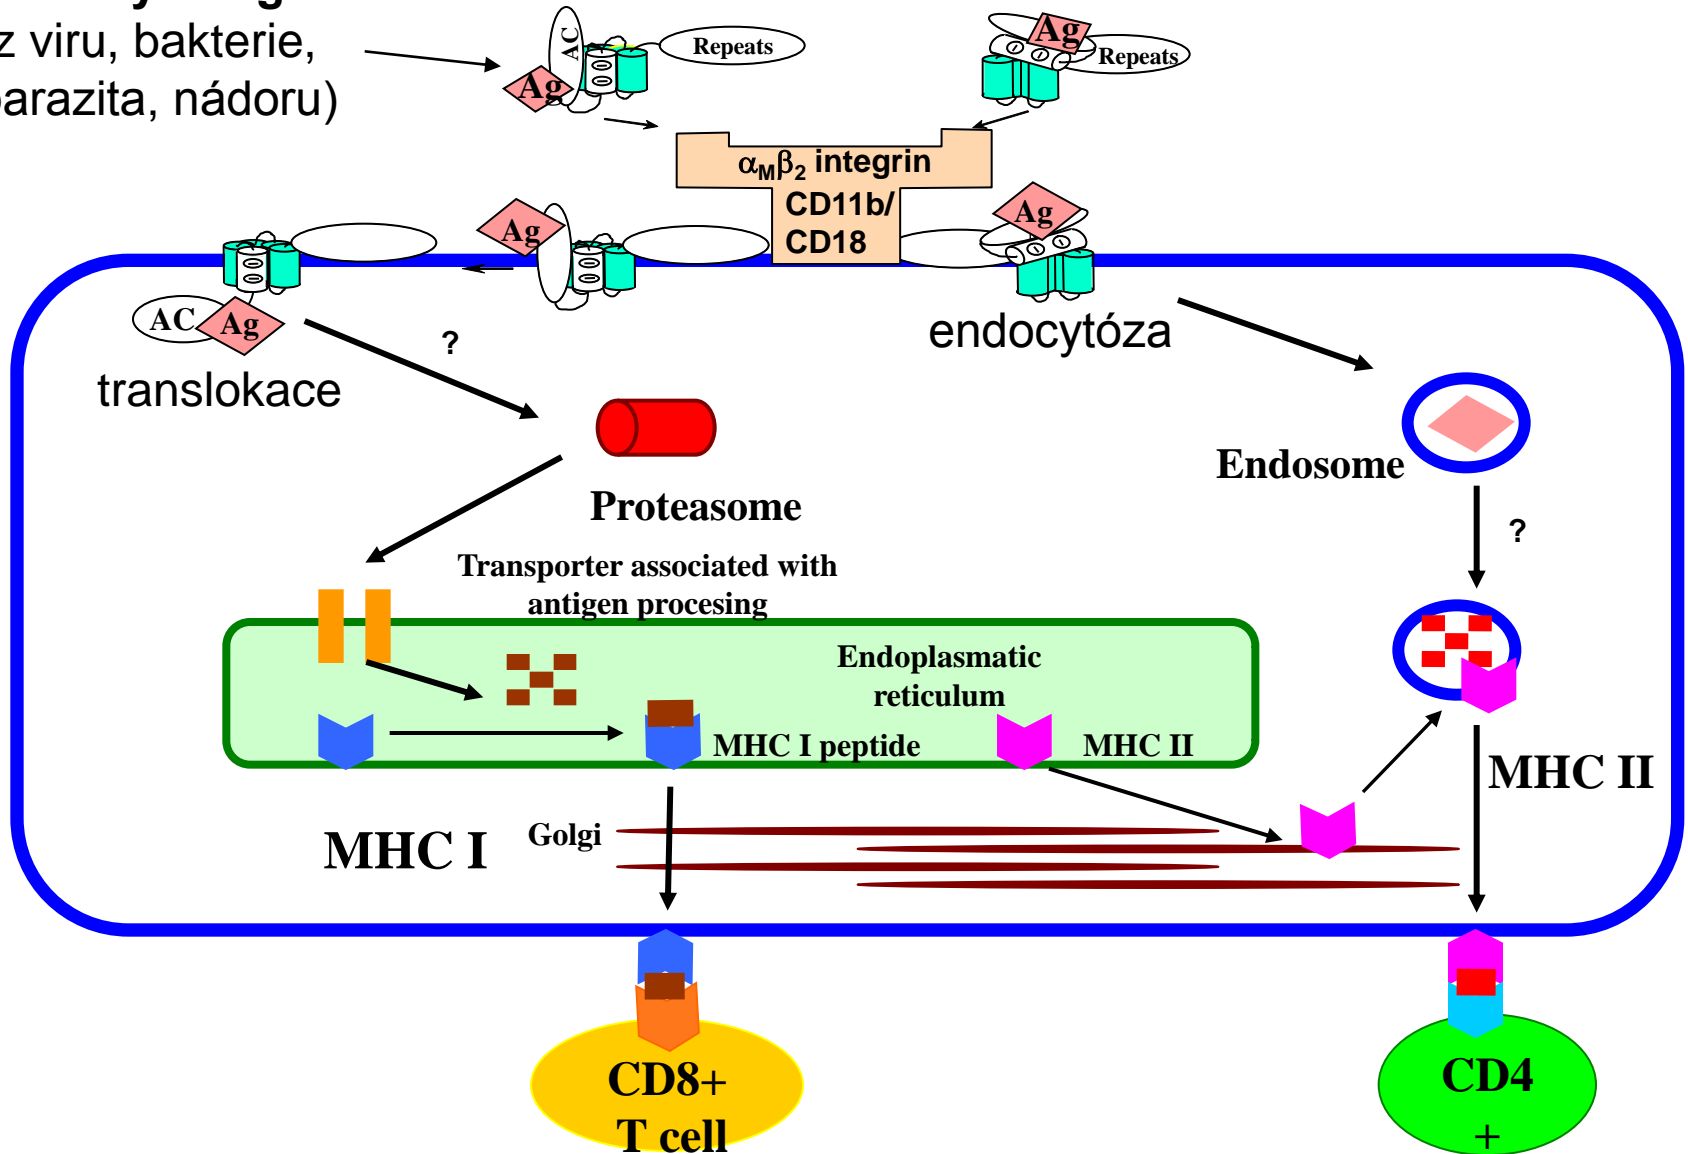 z viru, bakterie,
parazita, nádoru)
AC
Ag
Repeats
Ag
Repeats
αMβ2 integrin
CD11b/
CD18
Ag
Ag
AC
Ag
translokace
?
endocytóza
Proteasome
Endosome
?
Transporter associated with
antigen procesing
Endoplasmatic
reticulum
MHC I peptide
MHC II
MHC II
MHC I
Golgi
CD8+
T cell
CD4
+